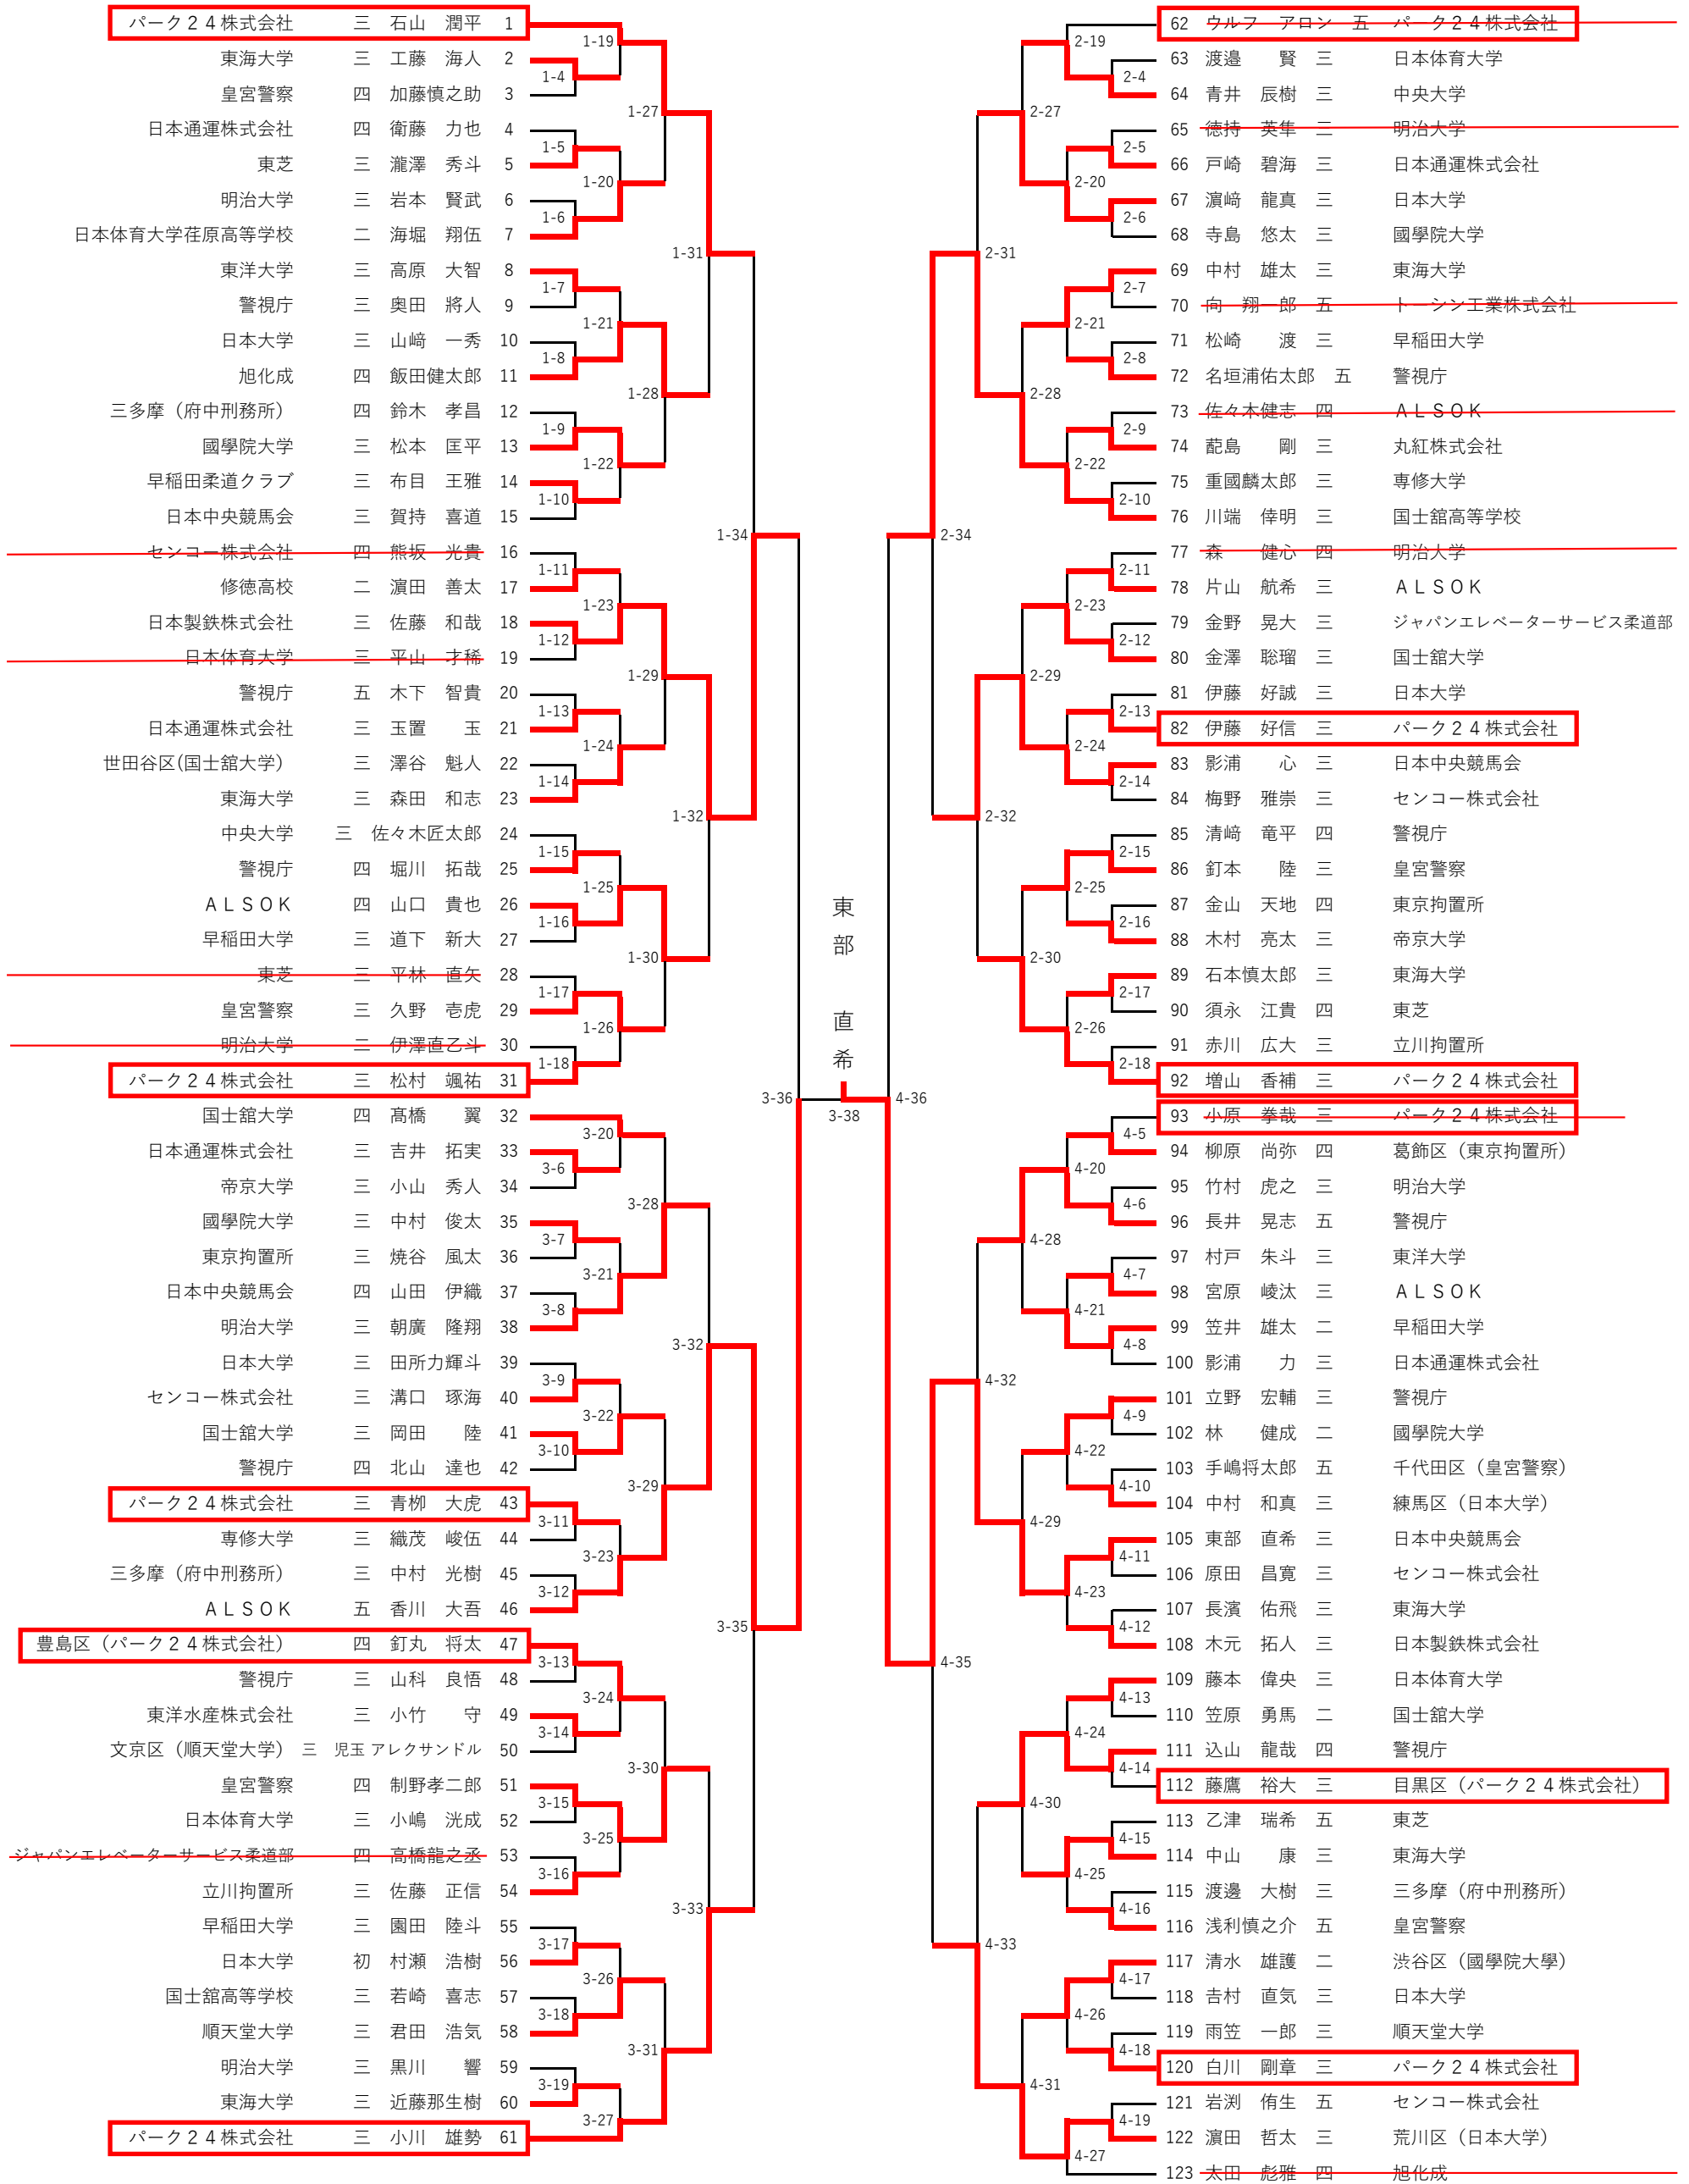 パーク２４株式会社 三 石山 潤平 1
東海大学 三 工藤 海人 2
皇宮警察 四 加藤慎之助 3
日本通運株式会社 四 衛藤 力也 4
東芝 三 瀧澤 秀斗 5
明治大学 三 岩本 賢武 6
日本体育大学荏原高等学校 二 海堀 翔伍 7
東洋大学 三 高原 大智 8
警視庁 三 奥田 將人 9
日本大学 三 山﨑 一秀 10
旭化成 四 飯田健太郎 11
三多摩（府中刑務所） 四 鈴木 孝昌 12
國學院大学 三 松本 匡平 13
早稲田柔道クラブ 三 布目 王雅 14
日本中央競馬会 三 賀持 喜道 15
センコー株式会社 四 熊坂 光貴 16
修徳高校 二 濵田 善太 17
日本製鉄株式会社 三 佐藤 和哉 18
日本体育大学 三 平山 才稀 19
警視庁 五 木下 智貴 20
日本通運株式会社 三 玉置 玉 21
世田谷区(国士舘大学） 三 澤谷 魁人 22
東海大学 三 森田 和志 23
中央大学 三 佐々木匠太郎 24
警視庁 四 堀川 拓哉 25
ＡＬＳＯＫ 四 山口 貴也 26
早稲田大学 三 道下 新大 27
東芝 三 平林 直矢 28
皇宮警察 三 久野 壱虎 29
明治大学 二 伊澤直乙斗 30
パーク２４株式会社 三 松村 颯祐 31
国士舘大学 四 髙橋 翼 32
日本通運株式会社 三 吉井 拓実 33
帝京大学 三 小山 秀人 34
國學院大学 三 中村 俊太 35
東京拘置所 三 焼谷 風太 36
日本中央競馬会 四 山田 伊織 37
明治大学 三 朝廣 隆翔 38
日本大学 三 田所力輝斗 39
センコー株式会社 三 溝口 琢海 40
国士舘大学 三 岡田 陸 41
警視庁 四 北山 達也 42
パーク２４株式会社 三 青栁 大虎 43
専修大学 三 織茂 峻伍 44
三多摩（府中刑務所） 三 中村 光樹 45
ＡＬＳＯＫ 五 香川 大吾 46
豊島区（パーク２４株式会社） 四 釘丸 将太 47
警視庁 三 山科 良悟 48
東洋水産株式会社 三 小竹 守 49
文京区（順天堂大学） 三 児玉 アレクサンドル 50
皇宮警察 四 制野孝二郎 51
日本体育大学 三 小嶋 洸成 52
ジャパンエレベーターサービス柔道部 四 高橋龍之丞 53
立川拘置所 三 佐藤 正信 54
早稲田大学 三 園田 陸斗 55
日本大学 初 村瀬 浩樹 56
国士舘高等学校 三 若崎 喜志 57
順天堂大学 三 君田 浩気 58
明治大学 三 黒川 響 59
東海大学 三 近藤那生樹 60
パーク２４株式会社 三 小川 雄勢 61
1-19
1-4
1-27
1-5
1-20
1-6
1-31
1-7
1-21
1-8
1-28
1-9
1-22
1-10
1-34
1-11
1-23
1-12
1-29
1-13
1-24
1-14
1-32
1-15
1-25
1-16
1-30
1-17
1-26
1-18
3-36
3-20
3-6
3-28
3-7
3-21
3-8
3-32
3-9
3-22
3-10
3-29
3-11
3-23
3-12
3-35
3-13
3-24
3-14
3-30
3-15
3-25
3-16
3-33
3-17
3-26
3-18
3-31
3-19
3-27
東部 直希
3-38
2-19
2-4
2-27
2-5
2-20
2-6
2-31
2-7
2-21
2-8
2-28
2-9
2-22
2-10
2-34
2-11
2-23
2-12
2-29
2-13
2-24
2-14
2-32
2-15
2-25
2-16
2-30
2-17
2-26
2-18
4-36
4-5
4-20
4-6
4-28
4-7
4-21
4-8
4-32
4-9
4-22
4-10
4-29
4-11
4-23
4-12
4-35
4-13
4-24
4-14
4-30
4-15
4-25
4-16
4-33
4-17
4-26
4-18
4-31
4-19
4-27
62 ウルフ アロン 五 パーク２４株式会社
63 渡邉 賢 三 日本体育大学
64 青井 辰樹 三 中央大学
65 徳持 英隼 三 明治大学
66 戸崎 碧海 三 日本通運株式会社
67 濵﨑 龍真 三 日本大学
68 寺島 悠太 三 國學院大学
69 中村 雄太 三 東海大学
70 向 翔一郎 五 トーシン工業株式会社
71 松崎 渡 三 早稲田大学
72 名垣浦佑太郎 五 警視庁
73 佐々木健志 四 ＡＬＳＯＫ
74 蓜島 剛 三 丸紅株式会社
75 重國麟太郎 三 専修大学
76 川端 倖明 三 国士舘高等学校
77 森 健心 四 明治大学
78 片山 航希 三 ＡＬＳＯＫ
79 金野 晃大 三 ジャパンエレベーターサービス柔道部
80 金澤 聡瑠 三 国士舘大学
81 伊藤 好誠 三 日本大学
82 伊藤 好信 三 パーク２４株式会社
83 影浦 心 三 日本中央競馬会
84 梅野 雅崇 三 センコー株式会社
85 清﨑 竜平 四 警視庁
86 釘本 陸 三 皇宮警察
87 金山 天地 四 東京拘置所
88 木村 亮太 三 帝京大学
89 石本慎太郎 三 東海大学
90 須永 江貴 四 東芝
91 赤川 広大 三 立川拘置所
92 増山 香補 三 パーク２４株式会社
93 小原 拳哉 三 パーク２４株式会社
94 柳原 尚弥 四 葛飾区（東京拘置所）
95 竹村 虎之 三 明治大学
96 長井 晃志 五 警視庁
97 村戸 朱斗 三 東洋大学
98 宮原 崚汰 三 ＡＬＳＯＫ
99 笠井 雄太 二 早稲田大学
100 影浦 力 三 日本通運株式会社
101 立野 宏輔 三 警視庁
102 林 健成 二 國學院大学
103 手嶋将太郎 五 千代田区（皇宮警察）
104 中村 和真 三 練馬区（日本大学）
105 東部 直希 三 日本中央競馬会
106 原田 昌寛 三 センコー株式会社
107 長濱 佑飛 三 東海大学
108 木元 拓人 三 日本製鉄株式会社
109 藤本 偉央 三 日本体育大学
110 笠原 勇馬 二 国士舘大学
111 込山 龍哉 四 警視庁
112 藤鷹 裕大 三 目黒区（パーク２４株式会社）
113 乙津 瑞希 五 東芝
114 中山 康 三 東海大学
115 渡邊 大樹 三 三多摩（府中刑務所）
116 浅利慎之介 五 皇宮警察
117 清水 雄護 二 渋谷区（國學院大學）
118 𠮷村 直気 三 日本大学
119 雨笠 一郎 三 順天堂大学
120 白川 剛章 三 パーク２４株式会社
121 岩渕 侑生 五 センコー株式会社
122 濵田 哲太 三 荒川区（日本大学）
123 太田 彪雅 四 旭化成